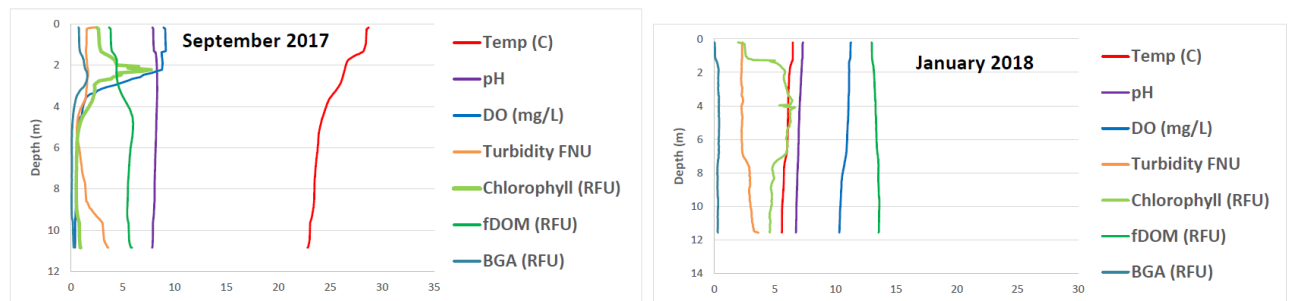 September 2017
Depth (m)
0
2
4
6
8
10
12
0 5 10 15 20 25 30 35
Temp (C)
pH
DO (mg/L)
Turbidity FNU
Chlorophyll (RFU)
fDOM (RFU)
BGA (RFU)
January 2018
Depth (m)
0
2
4
6
8
10
12
14
0 5 10 15 20 25 30
Temp (C)
pH
DO (mg/L)
Turbidity FNU
Chlorophyll (RFU)
fDOM (RFU)
BGA (RFU)